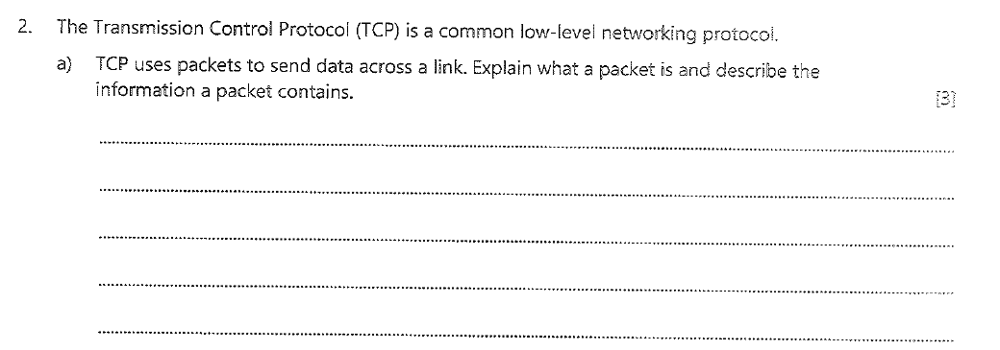 2. The Transmission Control Protocol (TCP) is a common low-level networking protocol.
a) TCP uses packets to send data across a link. Explain what a packet is and describe the
information a packet contains.
[3]